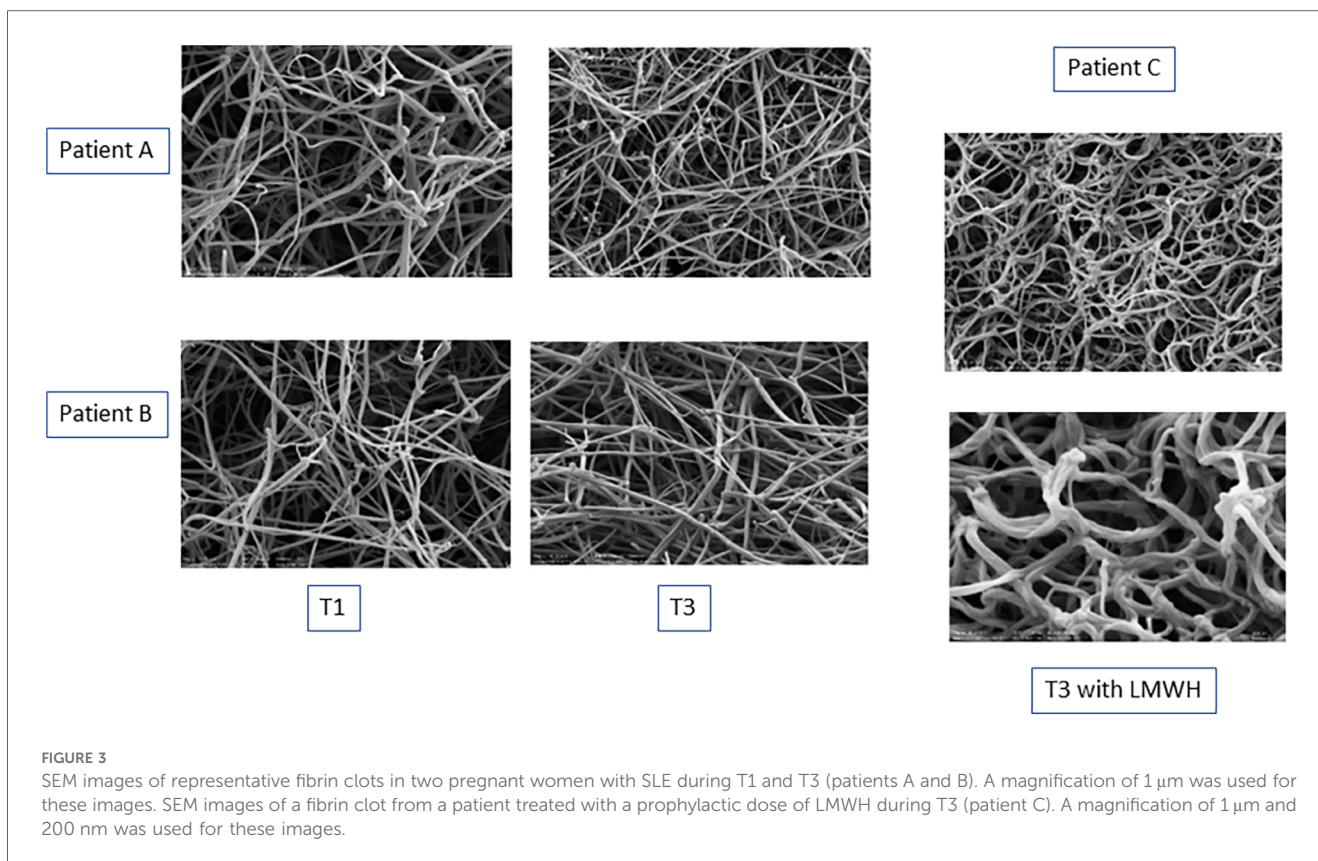 Patient A
Patient C
Patient B
T1
T3
T3 with LMWH
FIGURE 3
SEM images of representative fibrin clots in two pregnant women with SLE during T1 and T3 (patients A and B). A magnification of 1 μm was used for
these images. SEM images of a fibrin clot from a patient treated with a prophylactic dose of LMWH during T3 (patient C). A magnification of 1 μm and
200 nm was used for these images.